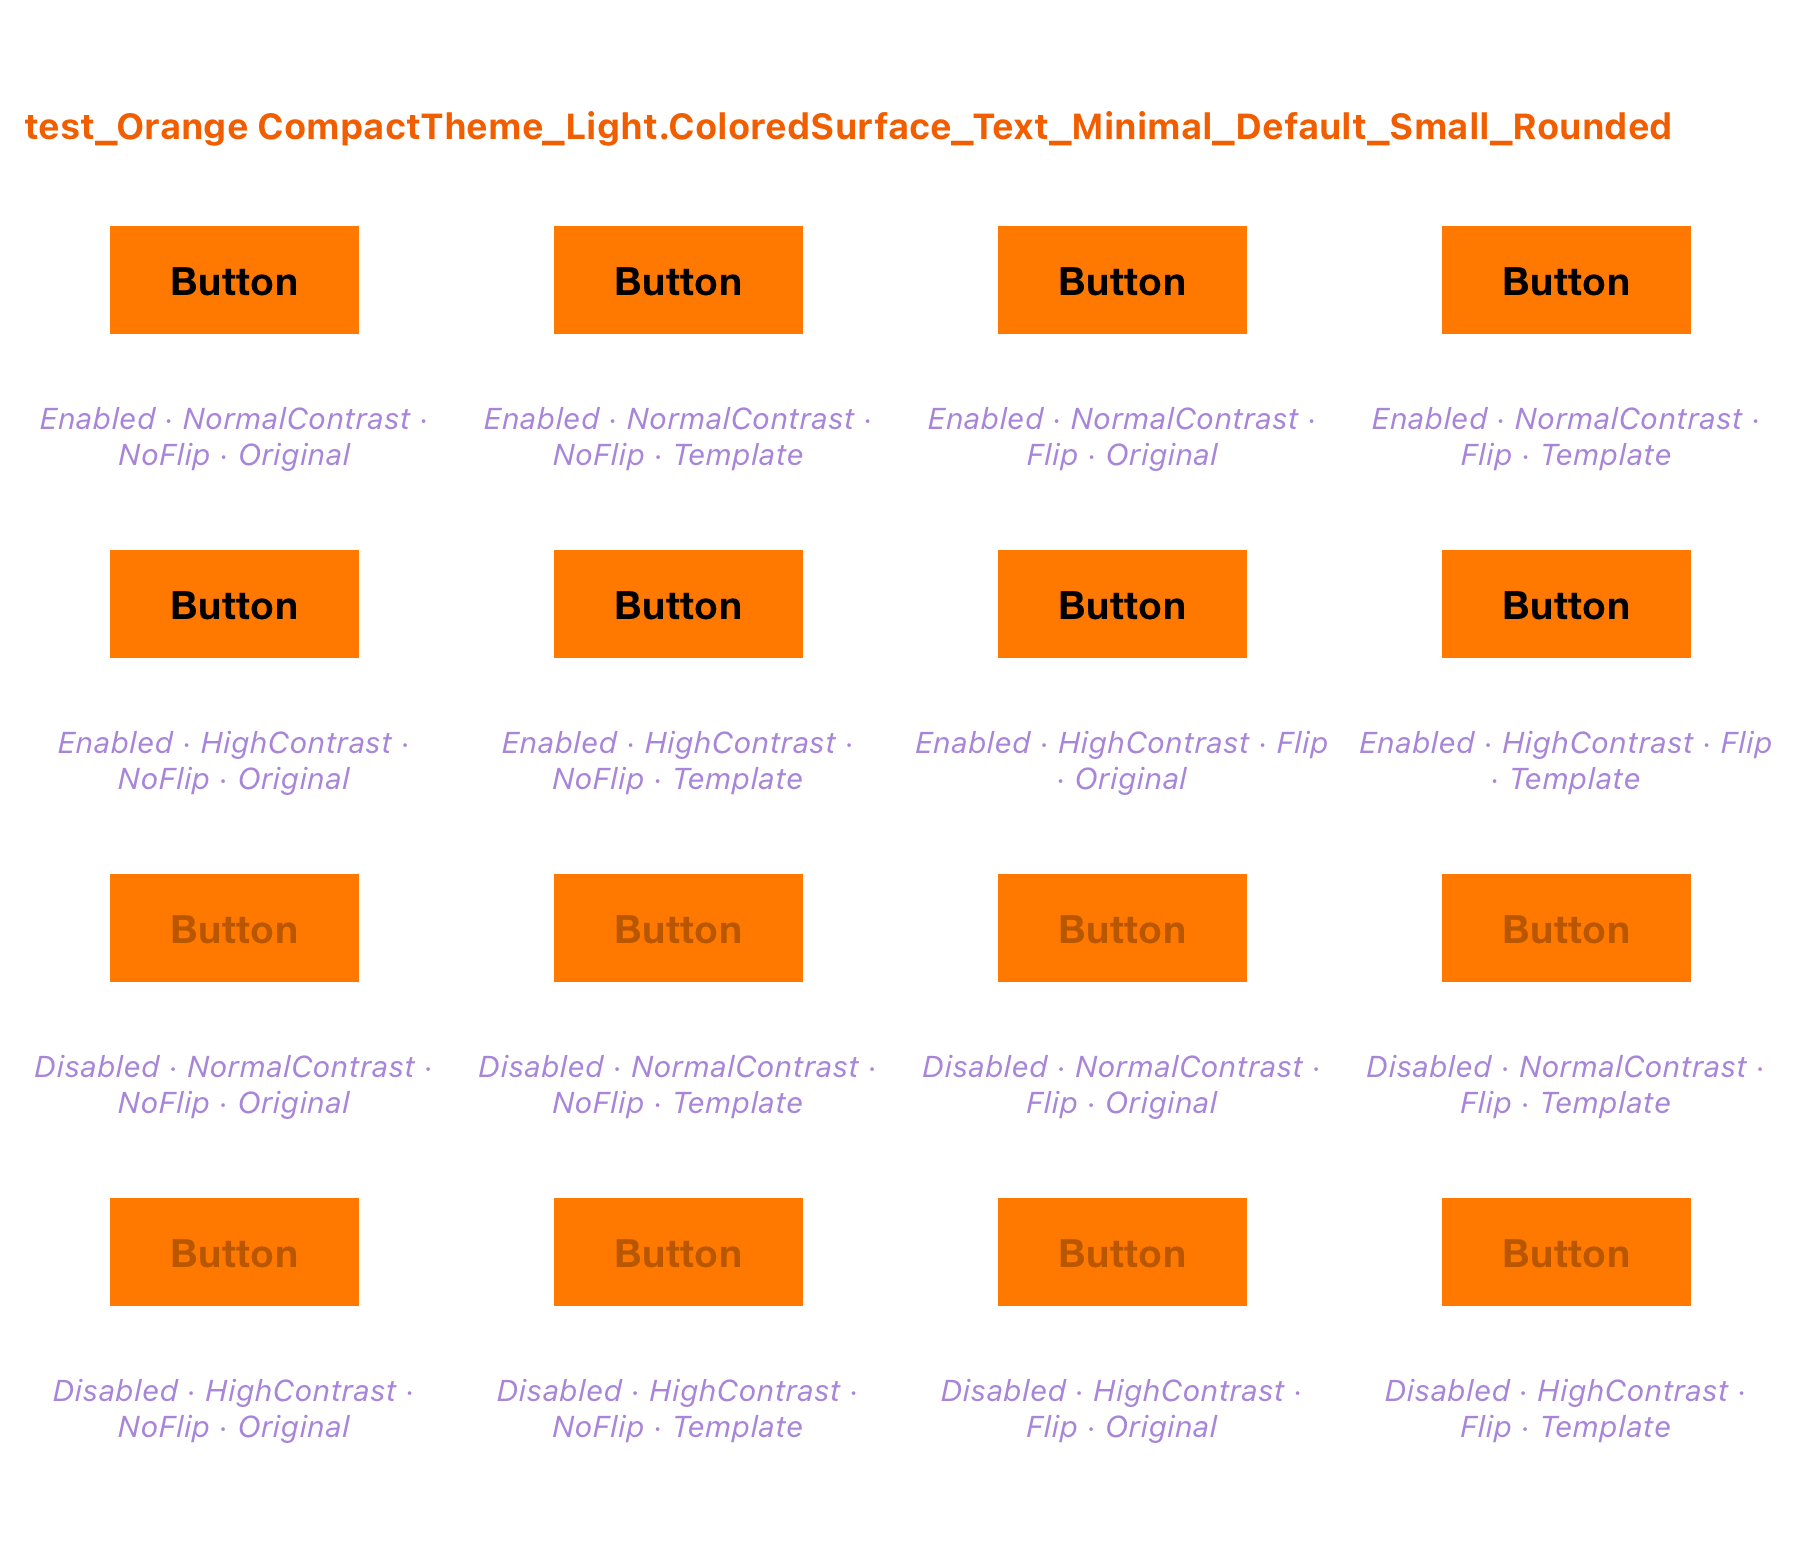 test_Orange CompactTheme_Light.ColoredSurface_Text_Minimal_Default_Small_Rounded
Button Button Button Button
Enabled · NormalContrast · Enabled · NormalContrast · Enabled · NormalContrast · Enabled · NormalContrast ·
NoFlip · Original NoFlip · Template Flip · Original Flip · Template
Button Button Button Button
Enabled · HighContrast · Enabled · HighContrast · Enabled · HighContrast · Flip Enabled · HighContrast · Flip
NoFlip · Original NoFlip · Template · Original · Template
Button Button Button Button
Disabled · NormalContrast · Disabled · NormalContrast · Disabled · NormalContrast · Disabled · NormalContrast ·
NoFlip · Original NoFlip · Template Flip · Original Flip · Template
Button Button Button Button
Disabled · HighContrast · Disabled · HighContrast · Disabled · HighContrast · Disabled · HighContrast ·
NoFlip · Original NoFlip · Template Flip · Original Flip · Template